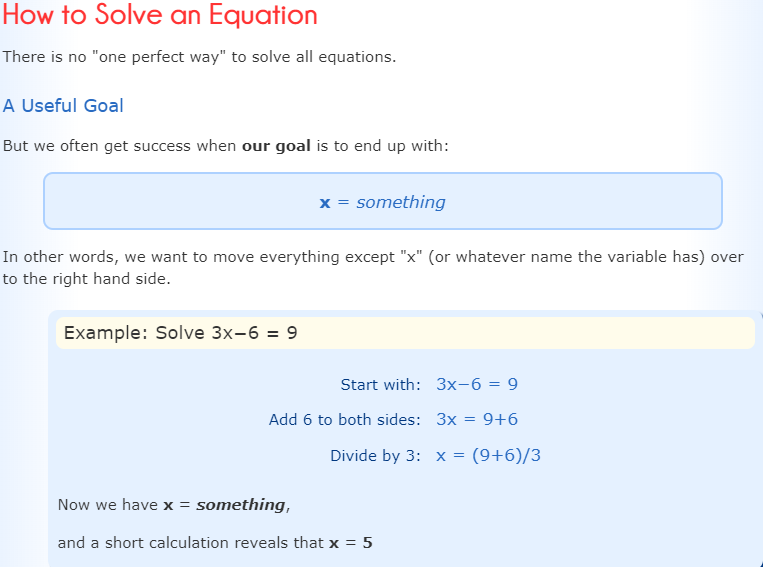 How to Solve an Equation
There is no "one perfect way" to solve all equations.
A Useful Goal
But we often get success when our goal is to end up with:
x = something
In other words, we want to move everything except "x" (or whatever name the variable has) over
to the right hand side.
Example: Solve 3x−6 = 9
Start with: 3x−6 = 9
Add 6 to both sides: 3x = 9+6
Divide by 3: x = (9+6)/3
Now we have x = something,
and a short calculation reveals that x = 5